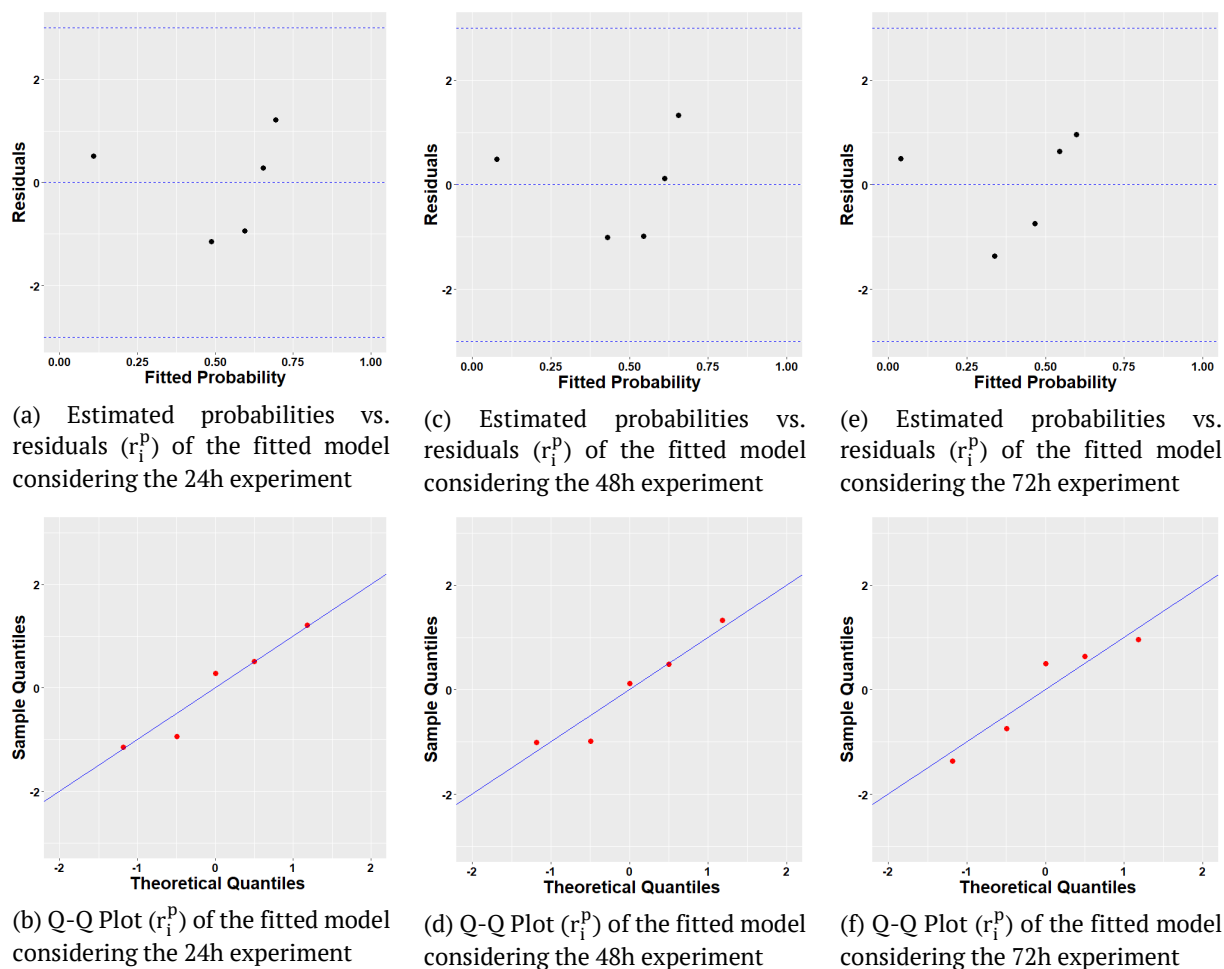 2
0
-2
Residuals
0.00 0.25 0.50 0.75 1.00
Fitted Probability
(a) Estimated probabilities vs.
residuals (r_i^p) of the fitted model
considering the 24h experiment
2
0
-2
Residuals
0.00 0.25 0.50 0.75 1.00
Fitted Probability
(c) Estimated probabilities vs.
residuals (r_i^p) of the fitted model
considering the 48h experiment
2
0
-2
Residuals
0.00 0.25 0.50 0.75 1.00
Fitted Probability
(e) Estimated probabilities vs.
residuals (r_i^p) of the fitted model
considering the 72h experiment
2
0
-2
Sample Quantiles
-2 -1 0 1 2
Theoretical Quantiles
(b) Q-Q Plot (r_i^p) of the fitted model
considering the 24h experiment
2
0
-2
Sample Quantiles
-2 -1 0 1 2
Theoretical Quantiles
(d) Q-Q Plot (r_i^p) of the fitted model
considering the 48h experiment
2
0
-2
Sample Quantiles
-2 -1 0 1 2
Theoretical Quantiles
(f) Q-Q Plot (r_i^p) of the fitted model
considering the 72h experiment